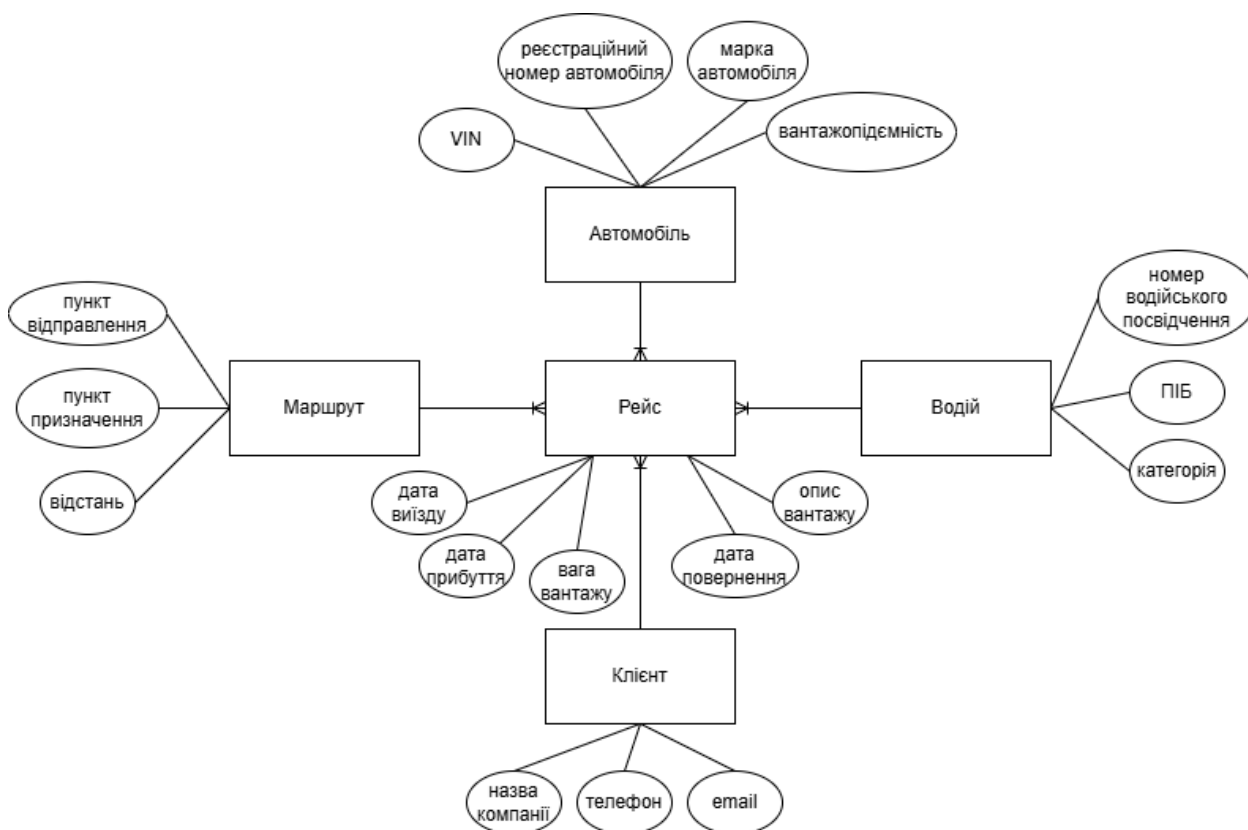 реєстраційний
номер автомобіля
марка
автомобіля
VIN
вантажопідємність
Автомобіль
номер
водійського
посвідчення
пункт
відправлення
Маршрут
Рейс
Водій
ПІБ
пункт
призначення
категорія
відстань
дата
виїзду
опис
вантажу
дата
прибуття
вага
вантажу
дата
повернення
Клієнт
назва
компанії
телефон
email